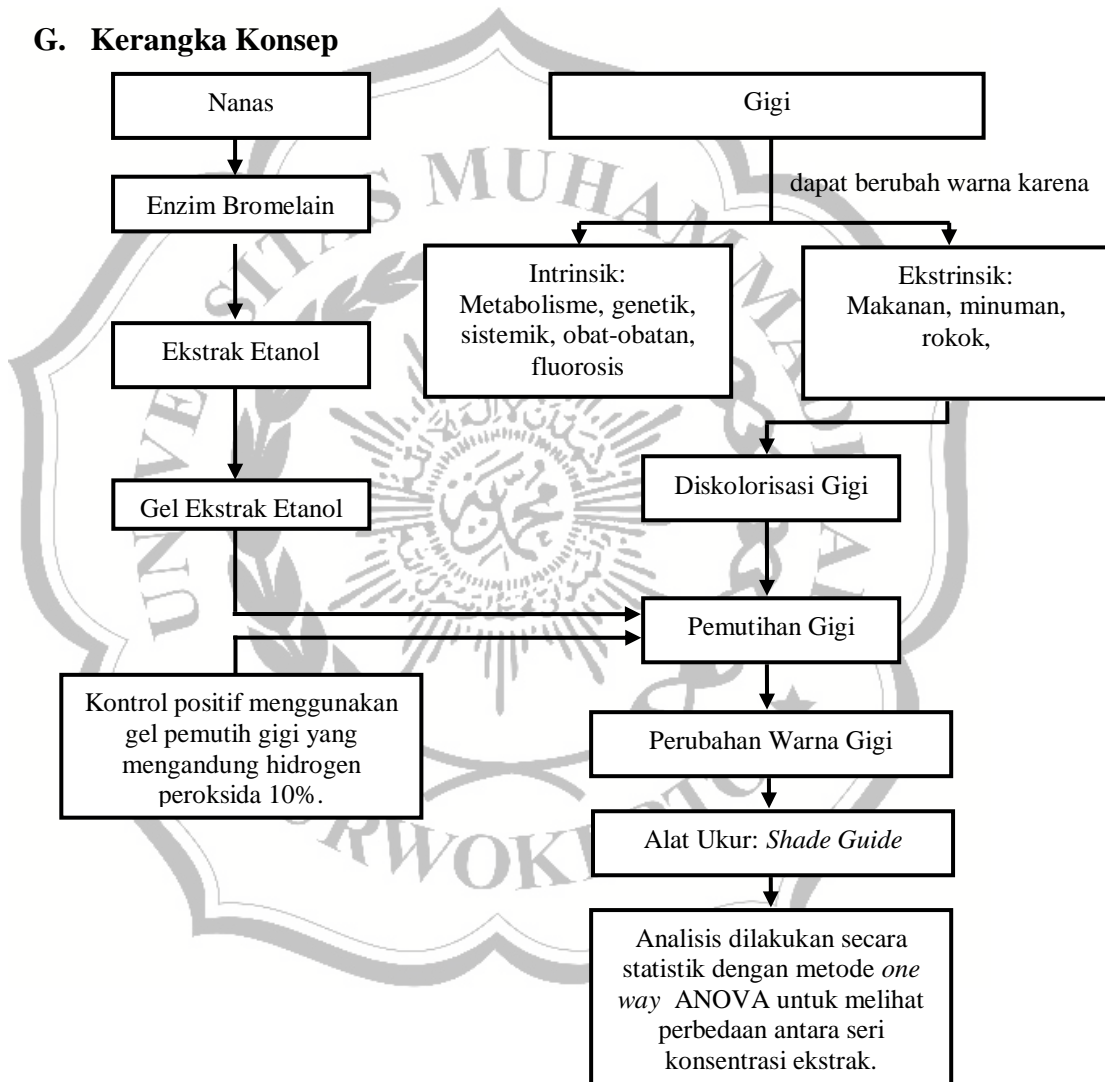 G. Kerangka Konsep
Nanas
Gigi
Enzim Bromelain
dapat berubah warna karena
Intrinsik:
Metabolisme, genetik,
sistemik, obat-obatan,
fluorosis
Ekstrinsik:
Makanan, minuman,
rokok,
Ekstrak Etanol
Gel Ekstrak Etanol
Diskolorisasi Gigi
Pemutihan Gigi
Kontrol positif menggunakan
gel pemutih gigi yang
mengandung hidrogen
peroksida 10%.
Perubahan Warna Gigi
Alat Ukur: Shade Guide
Analisis dilakukan secara
statistik dengan metode one
way ANOVA untuk melihat
perbedaan antara seri
konsentrasi ekstrak.